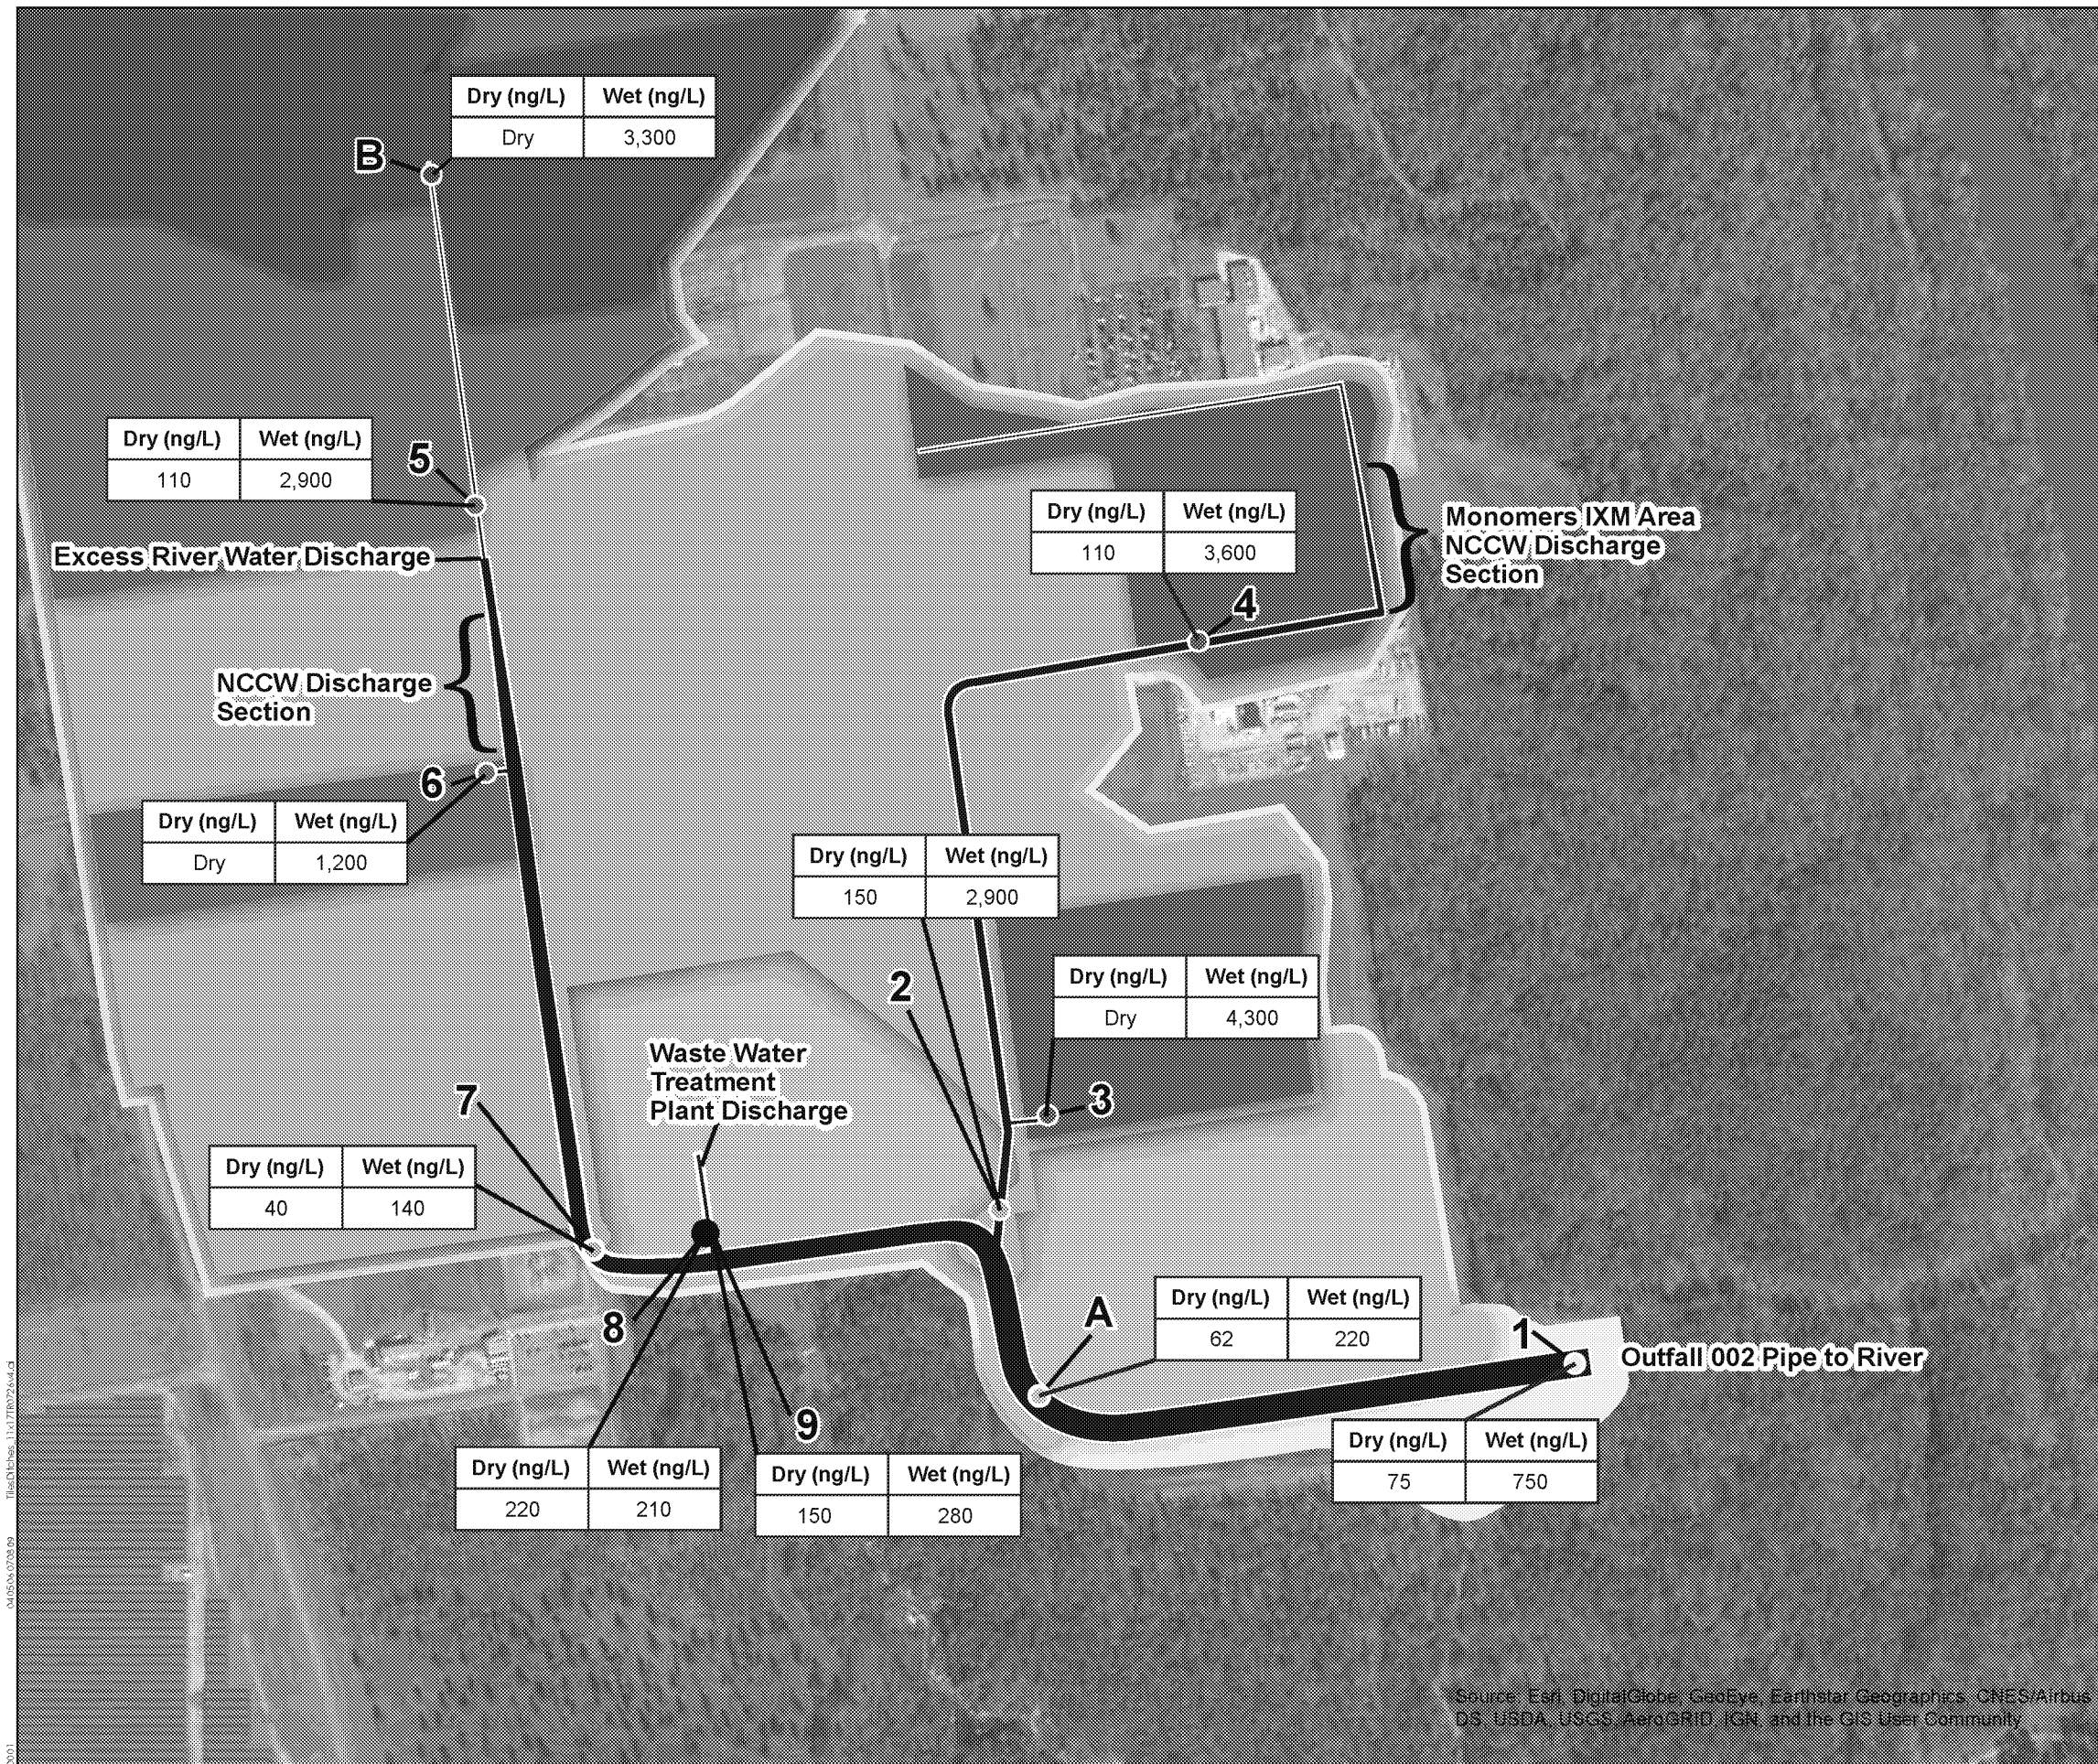 Dry (ng/L) Wet (ng/L)
Dry 3,300
B
Dry (ng/L) Wet (ng/L)
110 2,900
5
Excess River Water Discharge
Dry (ng/L) Wet (ng/L)
110 3,600
4
Monomers IXM Area
NCCW Discharge
Section
NCCW Discharge
Section
6
Dry (ng/L) Wet (ng/L)
Dry 1,200
Dry (ng/L) Wet (ng/L)
150 2,900
2
Dry (ng/L) Wet (ng/L)
Dry 4,300
3
Waste Water
Treatment
Plant Discharge
7
Dry (ng/L) Wet (ng/L)
40 140
8
A
Dry (ng/L) Wet (ng/L)
62 220
1
Outfall 002 Pipe to River
9
Dry (ng/L) Wet (ng/L)
220 210
Dry (ng/L) Wet (ng/L)
150 280
Dry (ng/L) Wet (ng/L)
75 750
Source: Esri, DigitalGlobe, GeoEye, Earthstar Geographics, CNES/Airbus
DS, USDA, USGS, AeroGRID, IGN, and the GIS User Community